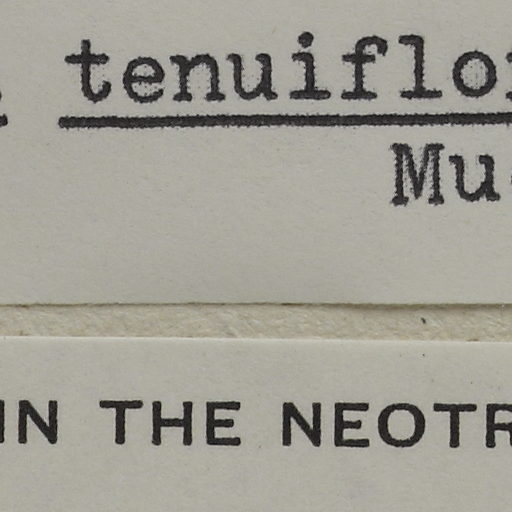 tenuiflo
Mu
IN THE NEOTR